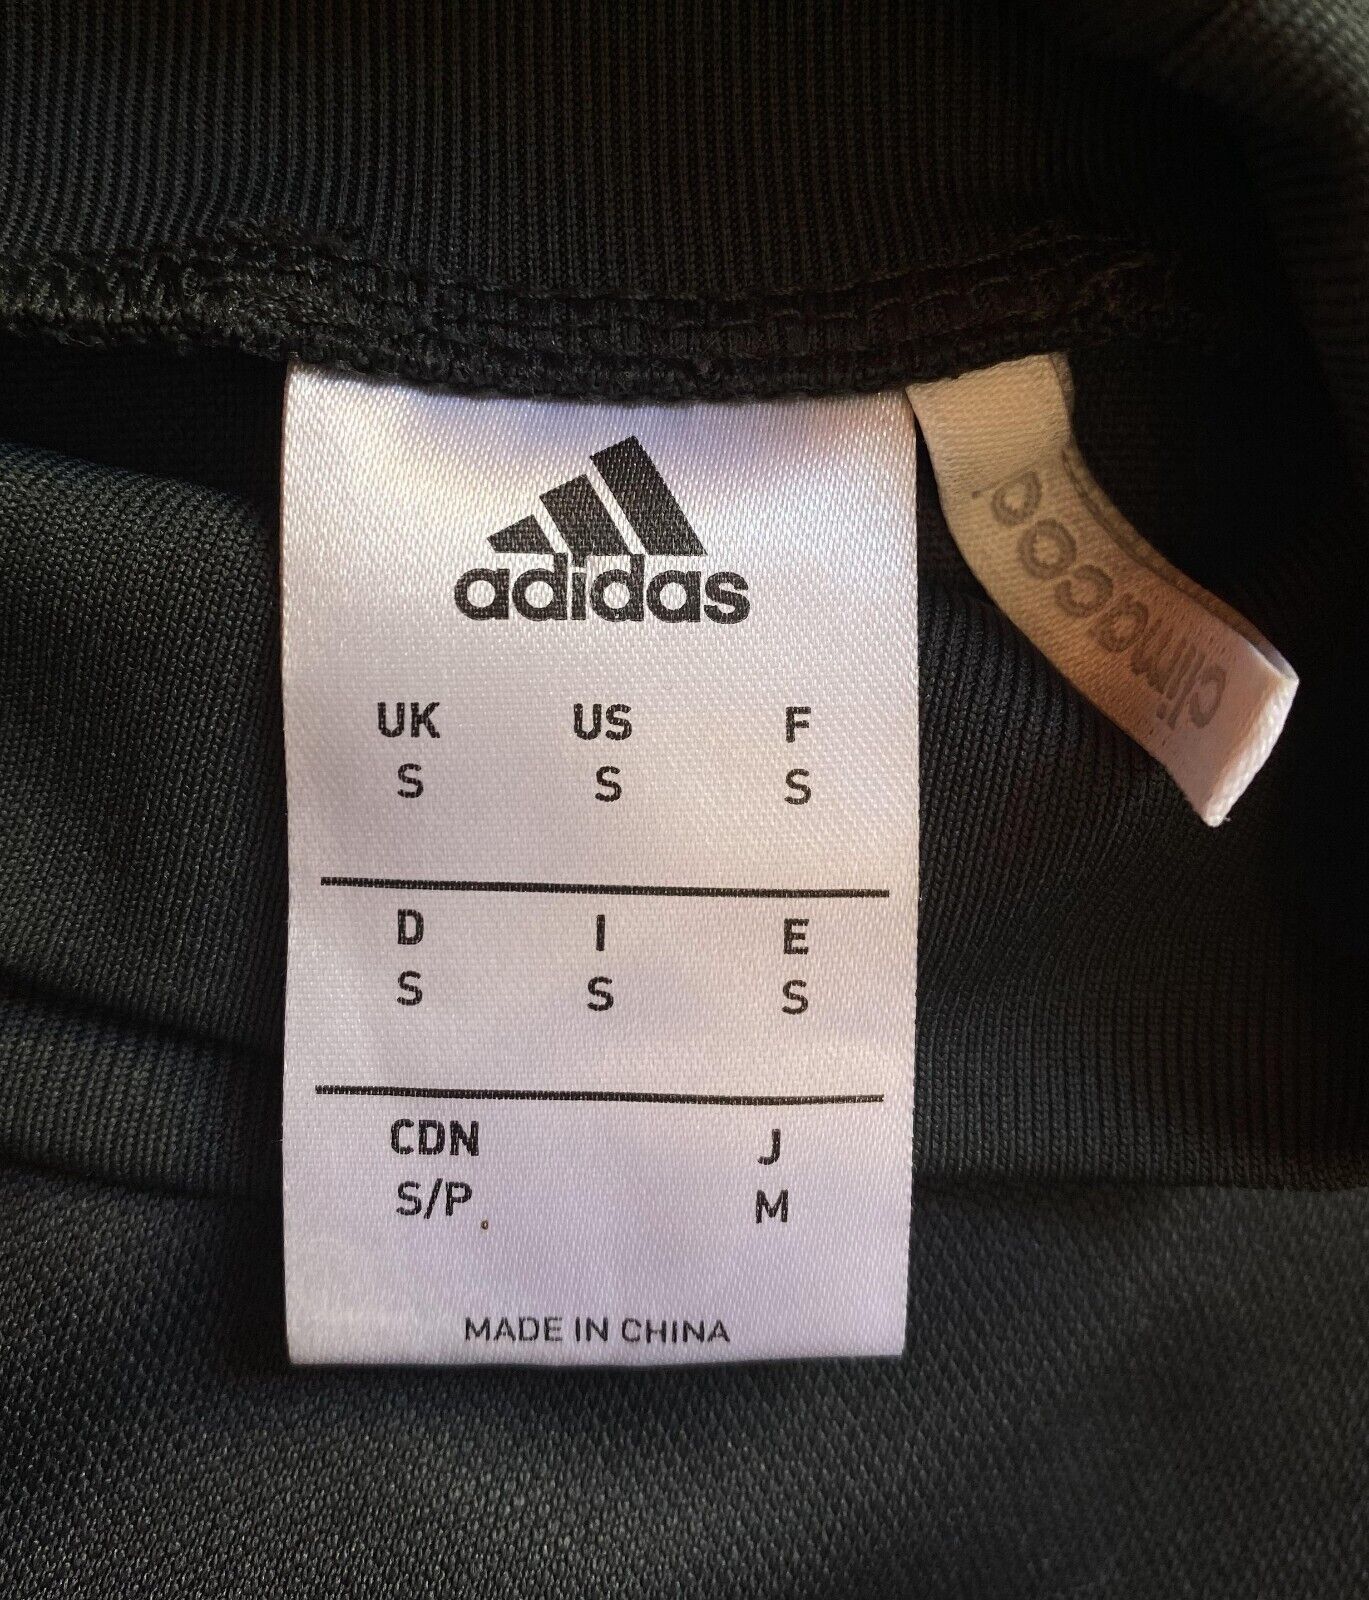 adidas
UK US F
S S S
D I E
S S S
CDN J
S/P M
MADE IN CHINA
climacool